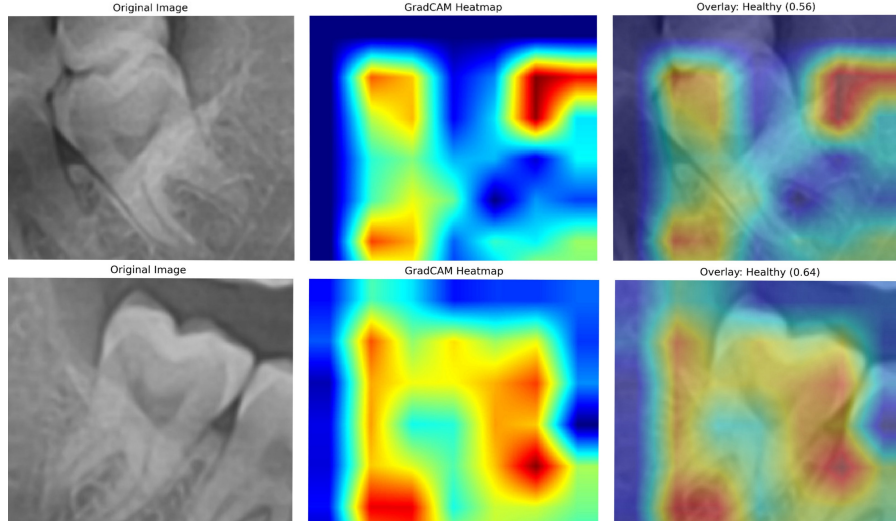 Original Image
GradCAM Heatmap
Overlay: Healthy (0.56)
Original Image
GradCAM Heatmap
Overlay: Healthy (0.64)